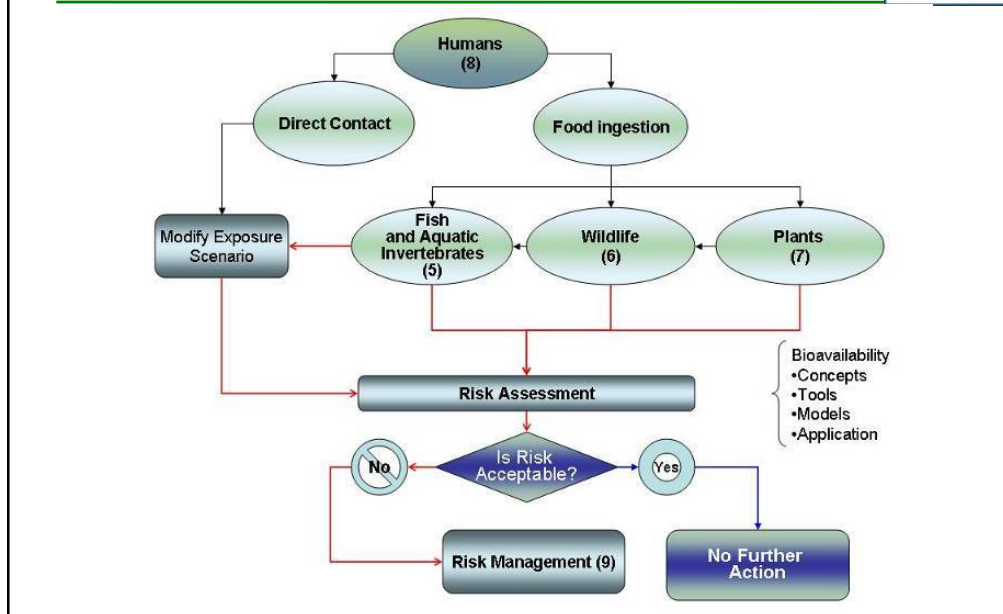 Humans
(8)
Direct Contact
Food ingestion
Modify Exposure
Scenario
Fish
and Aquatic
Invertebrates
(5)
Wildlife
(6)
Plants
(7)
Bioavailability
•Concepts
•Tools
•Models
•Application
Risk Assessment
Is Risk
Acceptable?
No
Yes
Risk Management (9)
No Further
Action